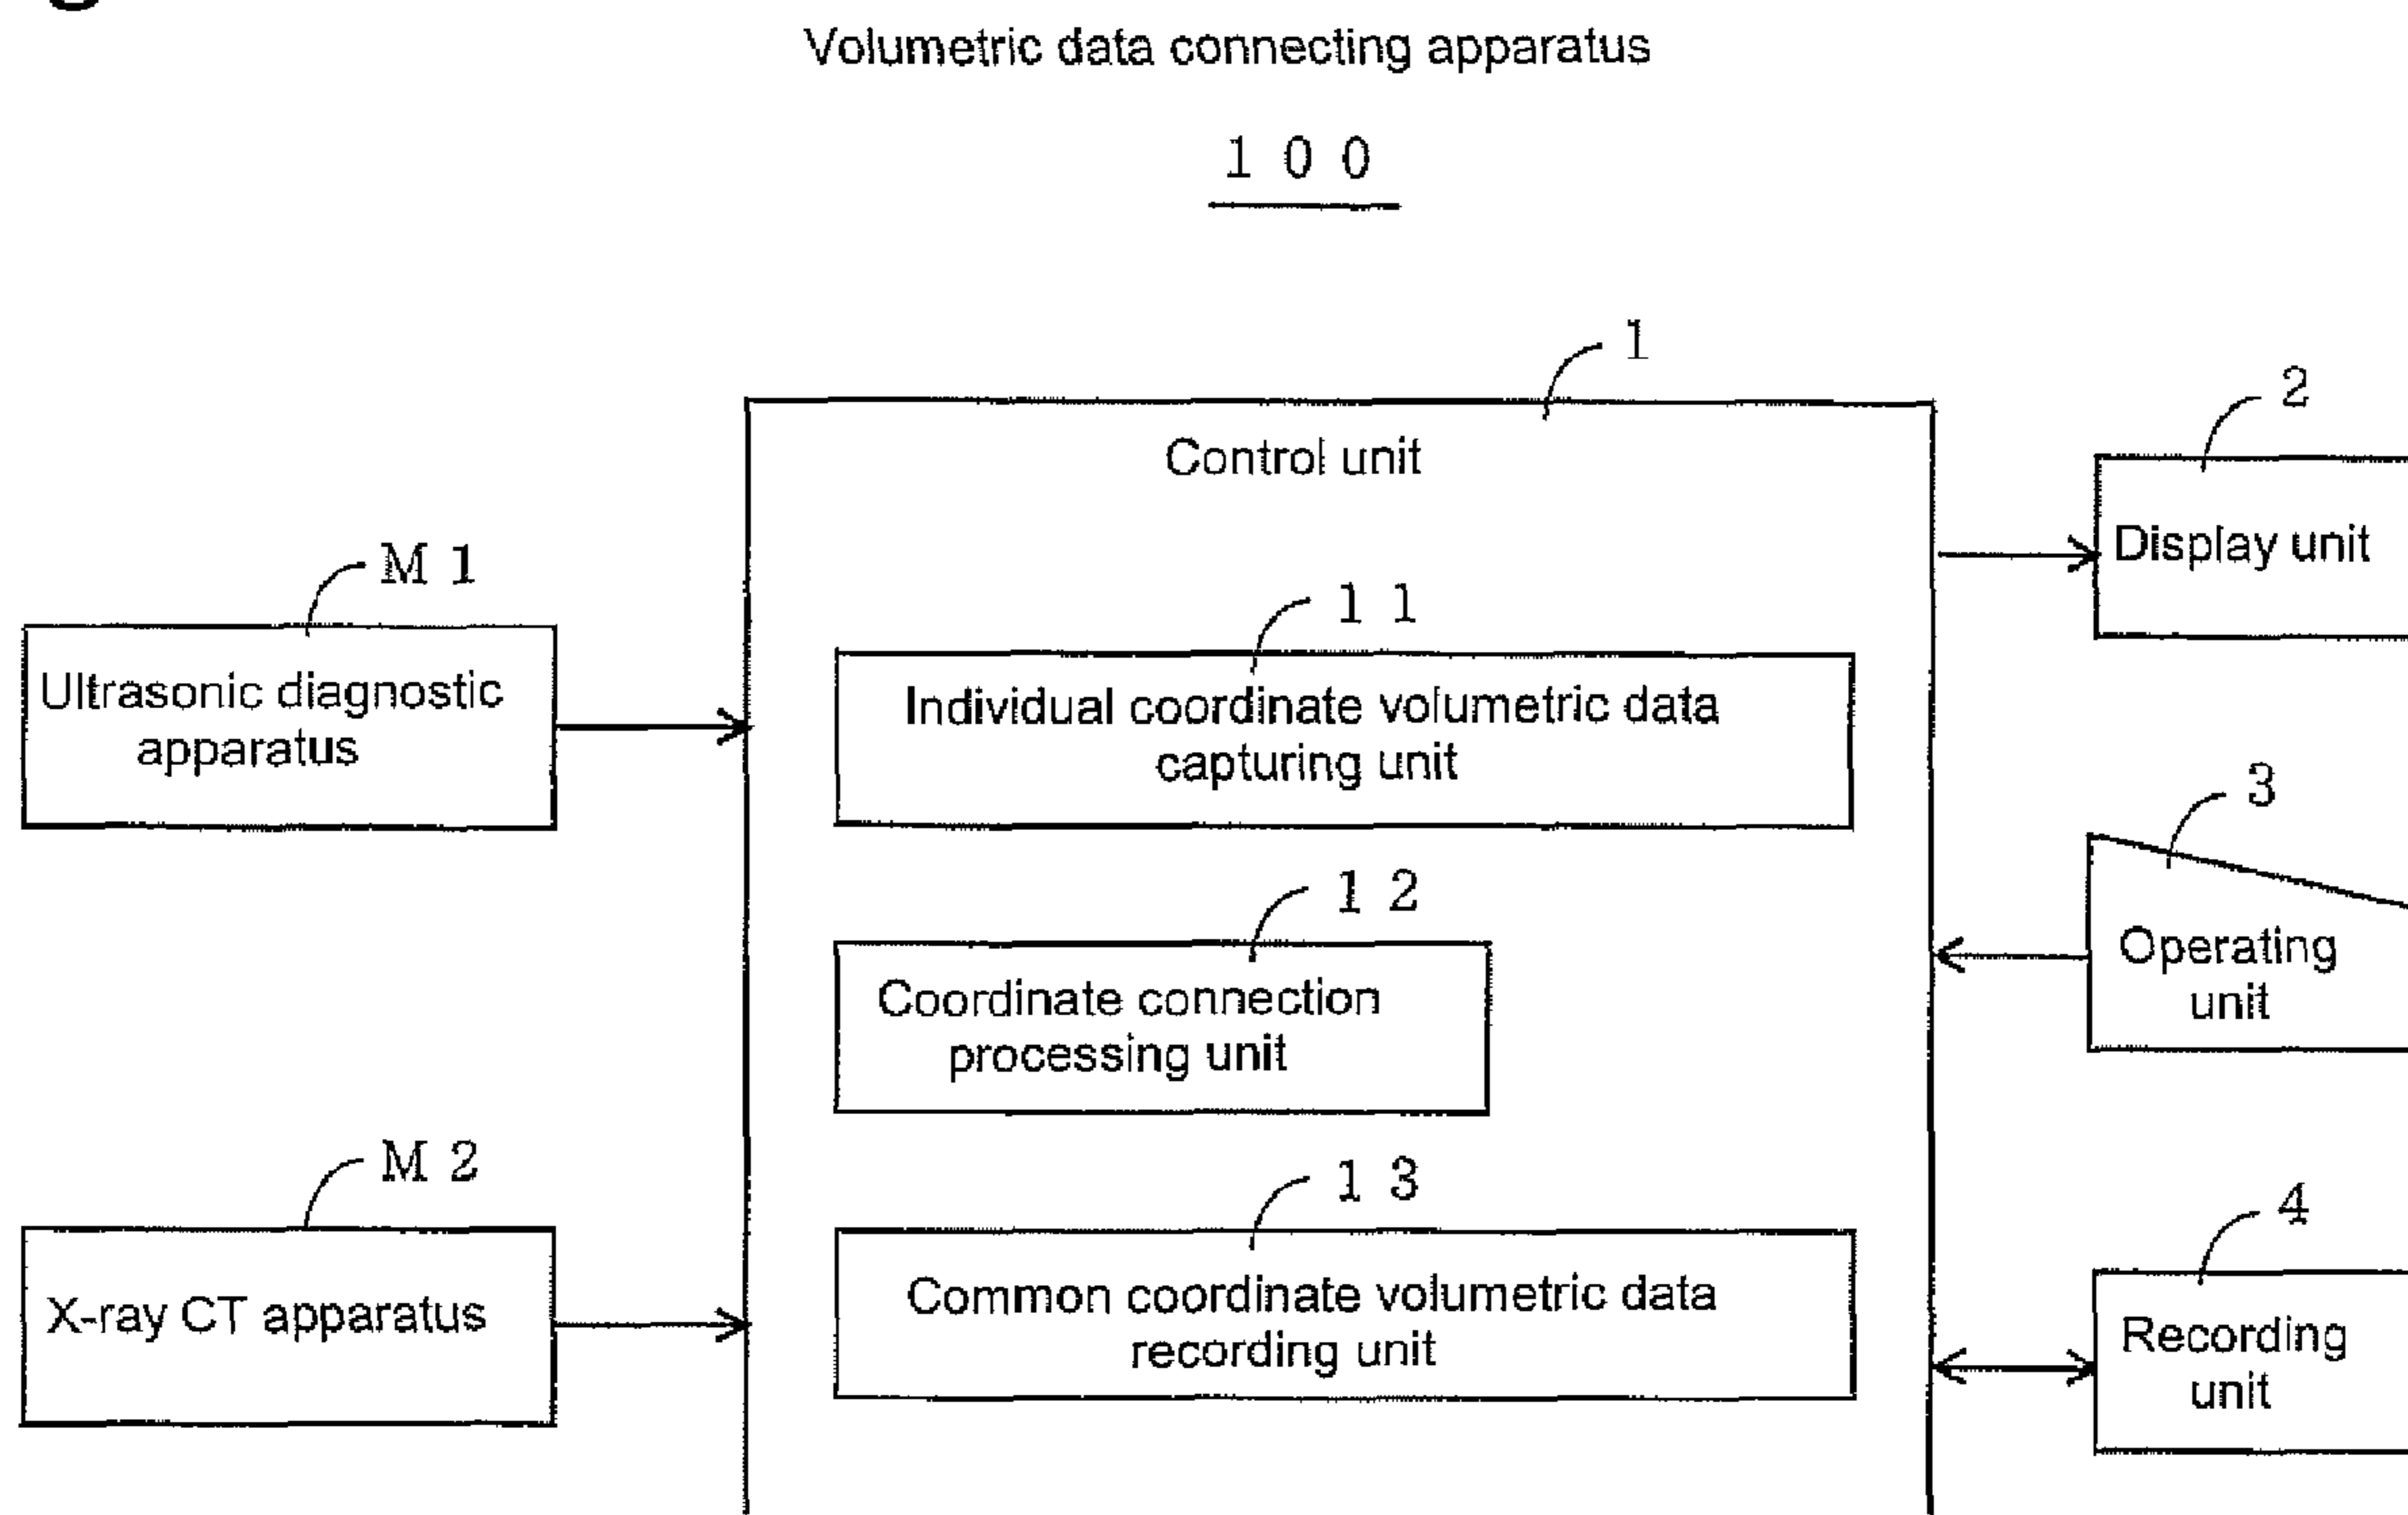 Volumetric data connecting apparatus
100
1
Control unit
2
Display unit
M1
Ultrasonic diagnostic
apparatus
11
Individual coordinate volumetric data
capturing unit
3
Operating
unit
12
Coordinate connection
processing unit
M2
X-ray CT apparatus
13
Common coordinate volumetric data
recording unit
4
Recording
unit